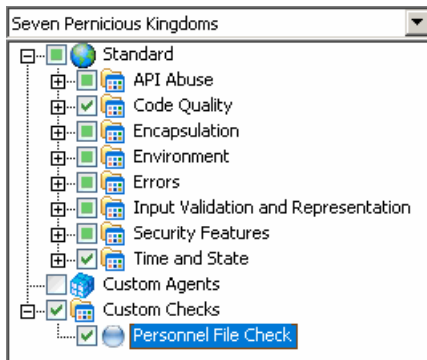 Seven Pernicious Kingdoms
Standard
API Abuse
Code Quality
Encapsulation
Environment
Errors
Input Validation and Representation
Security Features
Time and State
Custom Agents
Custom Checks
Personnel File Check